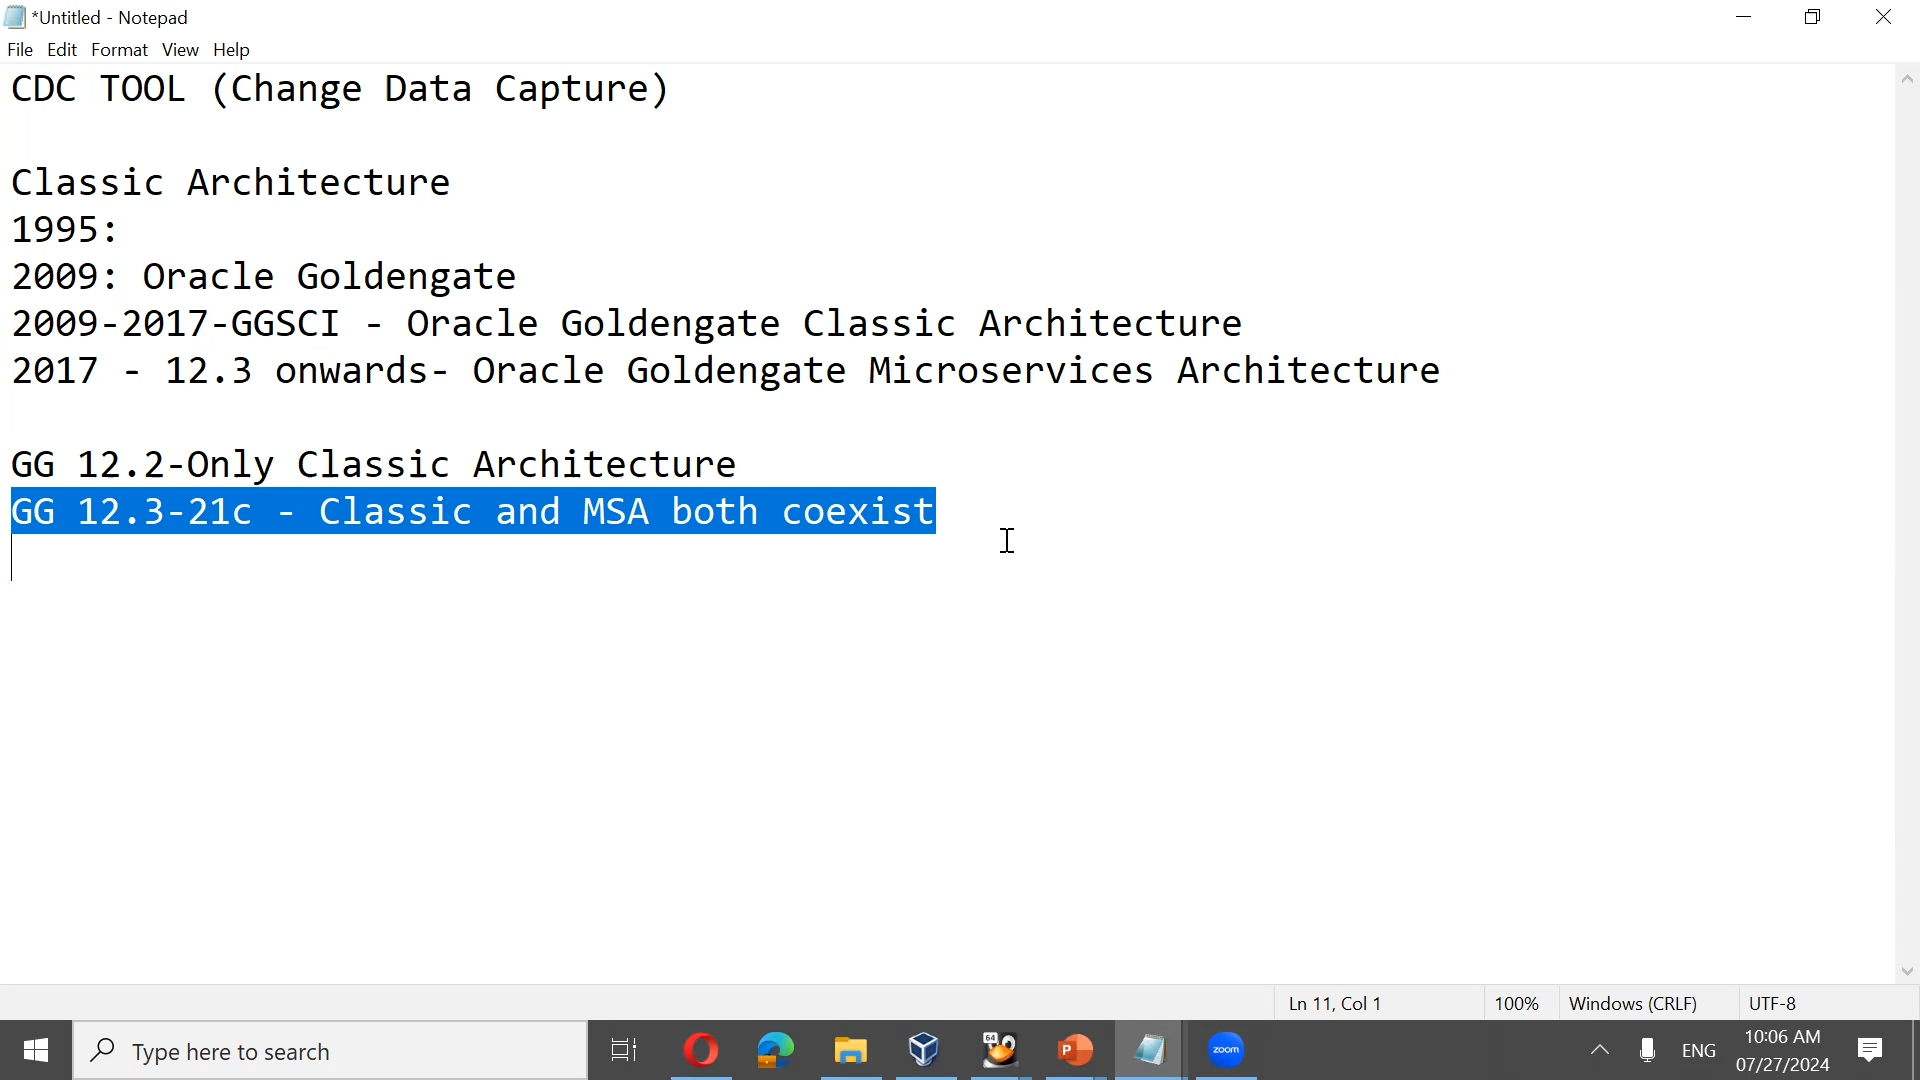 *Untitled - Notepad
File Edit Format View Help
CDC TOOL (Change Data Capture)
Classic Architecture
1995:
2009: Oracle Goldengate
2009-2017-GGSCI - Oracle Goldengate Classic Architecture
2017 - 12.3 onwards- Oracle Goldengate Microservices Architecture
GG 12.2-Only Classic Architecture
GG 12.3-21c - Classic and MSA both coexist
Ln 11, Col 1 100% Windows (CRLF) UTF-8
Type here to search
64
P
zoom
ENG
10:06 AM
07/27/2024